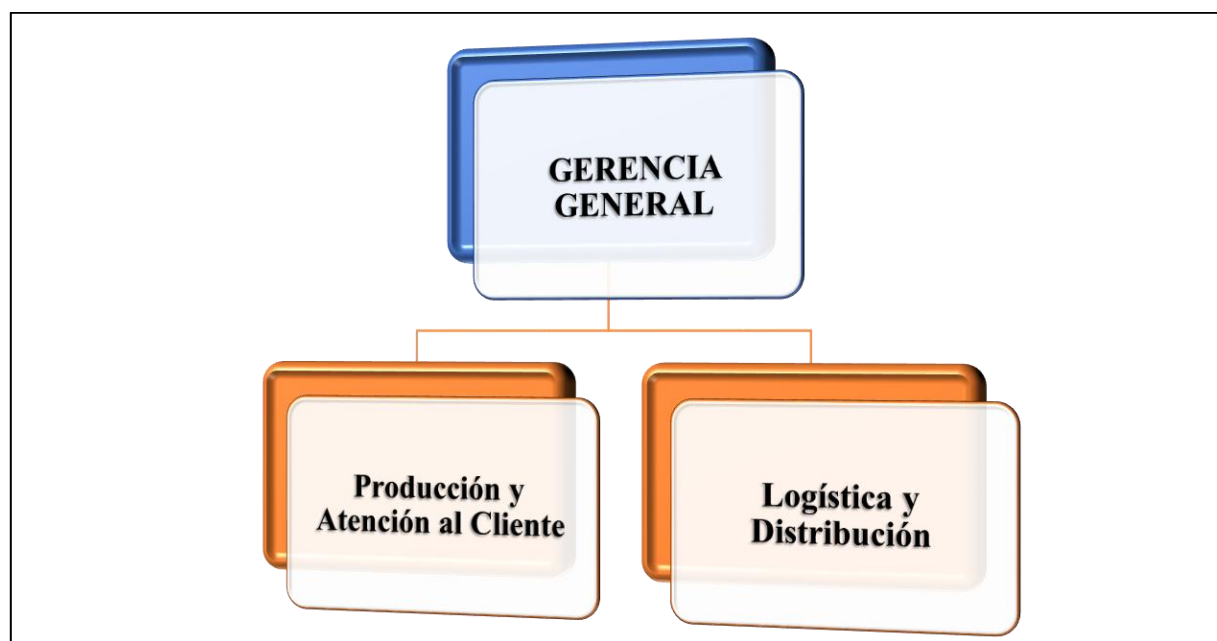 GERENCIA
GENERAL
Producción y
Atención al Cliente
Logística y
Distribución